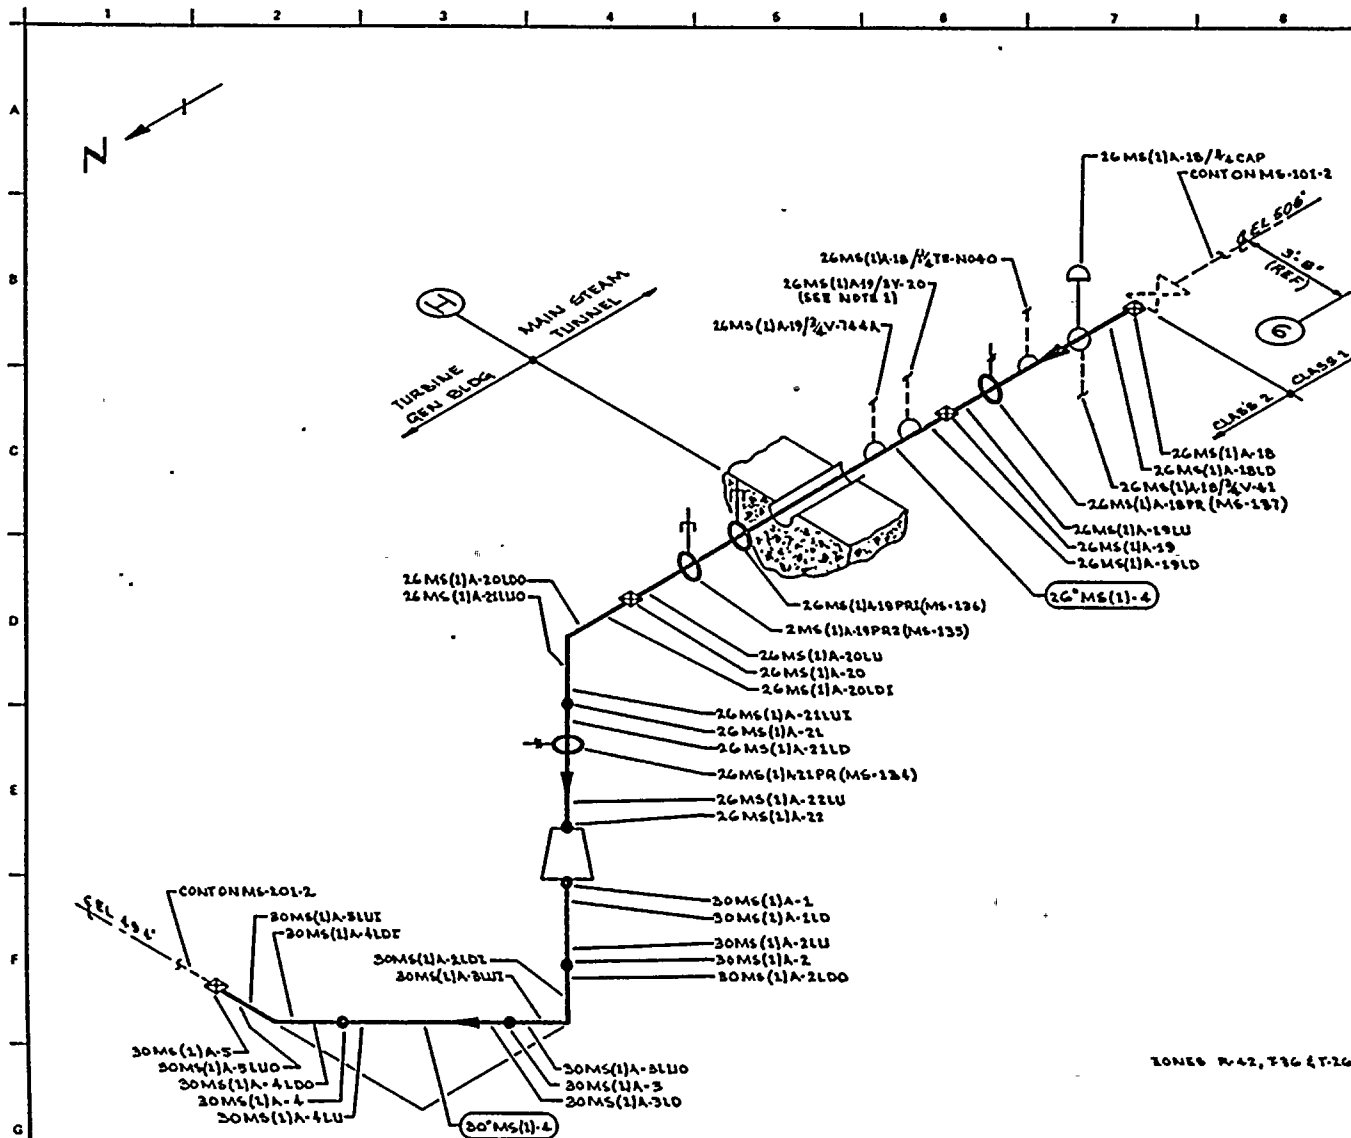 1 2 3 4 5 6 7 8
A
B
C
D
E
F
G
N
H
MAIN STEAM
TUNNEL
TURBINE
GEN BLDG
26MS(1)A-18/3/4CAP
CONT ON MS-101-2
EL 506'
3'-8"
(REF)
6
CLASS 1
CLASS 2
26MS(1)A-19/2V-20
(SEE NOTE 1)
26MS(1)A-19/3/4V-744A
26MS(1)A-18
26MS(1)A-18LD
26MS(1)A-18/3/4V-41
26MS(1)A-18PR(MS-137)
26MS(1)A-19LU
26MS(1)A-19
26MS(1)A-19LD
26"MS(1)-4
26MS(1)A-19PR1(MS-136)
2MS(1)A-19PR2(MS-135)
26MS(1)A-20LU
26MS(1)A-20
26MS(1)A-20LDI
26MS(1)A-20LDO
26MS(1)A-21LUO
26MS(1)A-21LUI
26MS(1)A-21
26MS(1)A-21LD
26MS(1)A-21PR(MS-134)
26MS(1)A-22LU
26MS(1)A-22
30MS(1)A-1
30MS(1)A-1LD
30MS(1)A-2LU
30MS(1)A-2
30MS(1)A-2LDO
30MS(1)A-2LDI
30MS(1)A-3LUI
CONT ON MS-201-2
30MS(1)A-5LUI
30MS(1)A-4LDI
30MS(1)A-5
30MS(1)A-5LUO
30MS(1)A-4LDO
30MS(1)A-4
30MS(1)A-4LU
30"MS(1)-4
30MS(1)A-3LUO
30MS(1)A-3
30MS(1)A-3LD